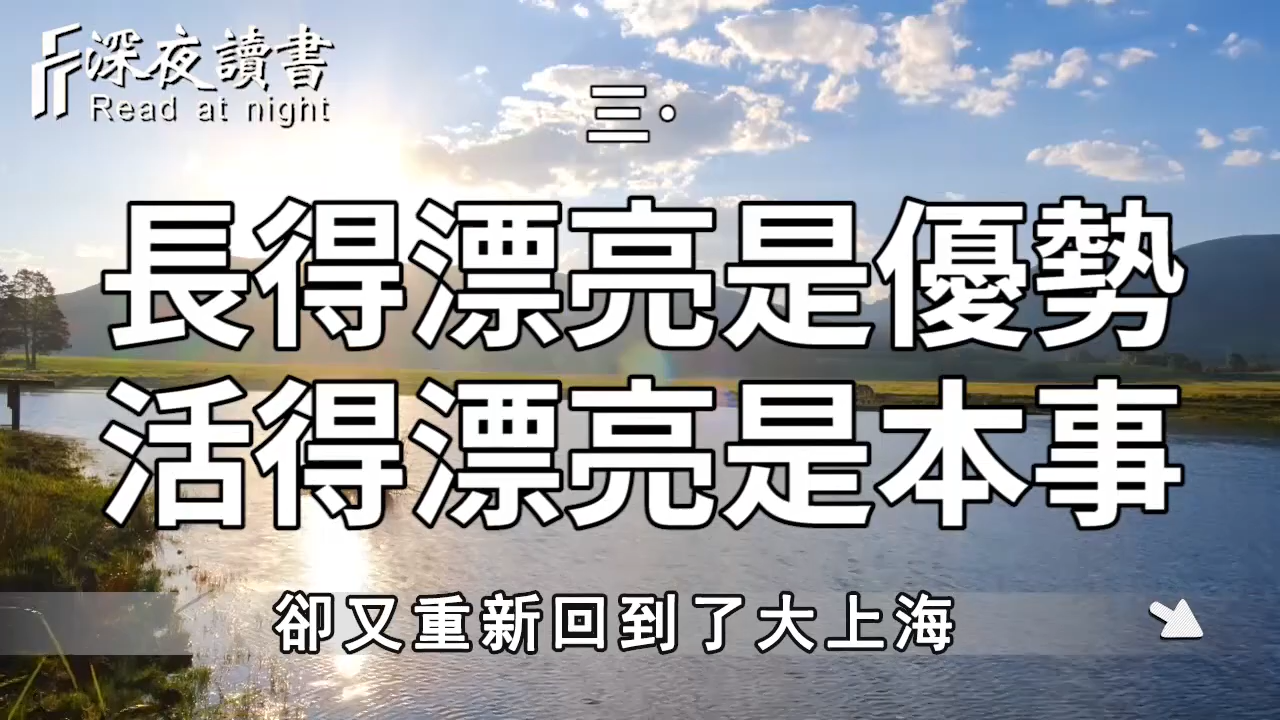 深夜讀書
Read at night
三·
長得漂亮是優勢
活得漂亮是本事
卻又重新回到了大上海